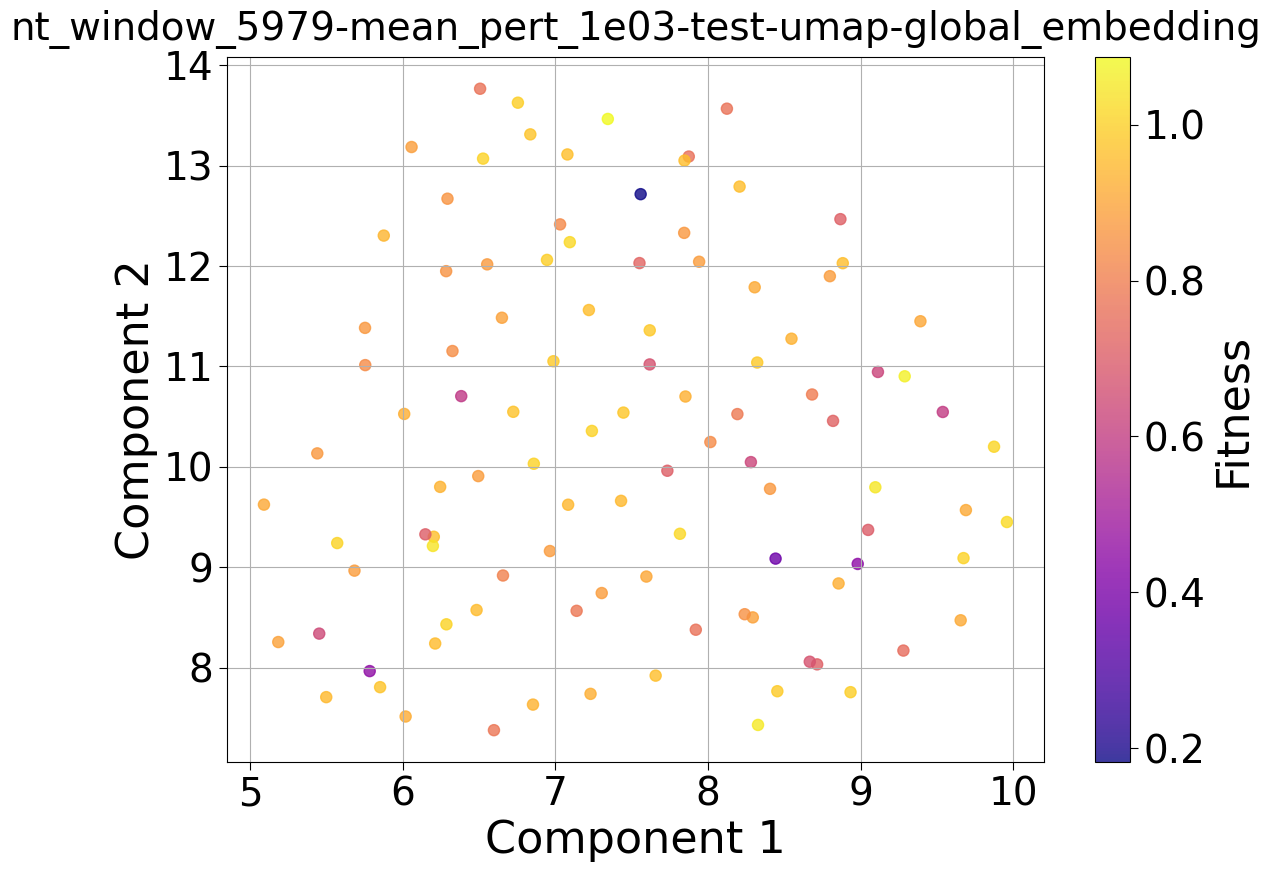 nt_window_5979-mean_pert_1e03-test-umap-global_embedding
14
13
12
11
10
9
8
Component 2
5 6 7 8 9 10
Component 1
1.0
0.8
0.6
0.4
0.2
Fitness